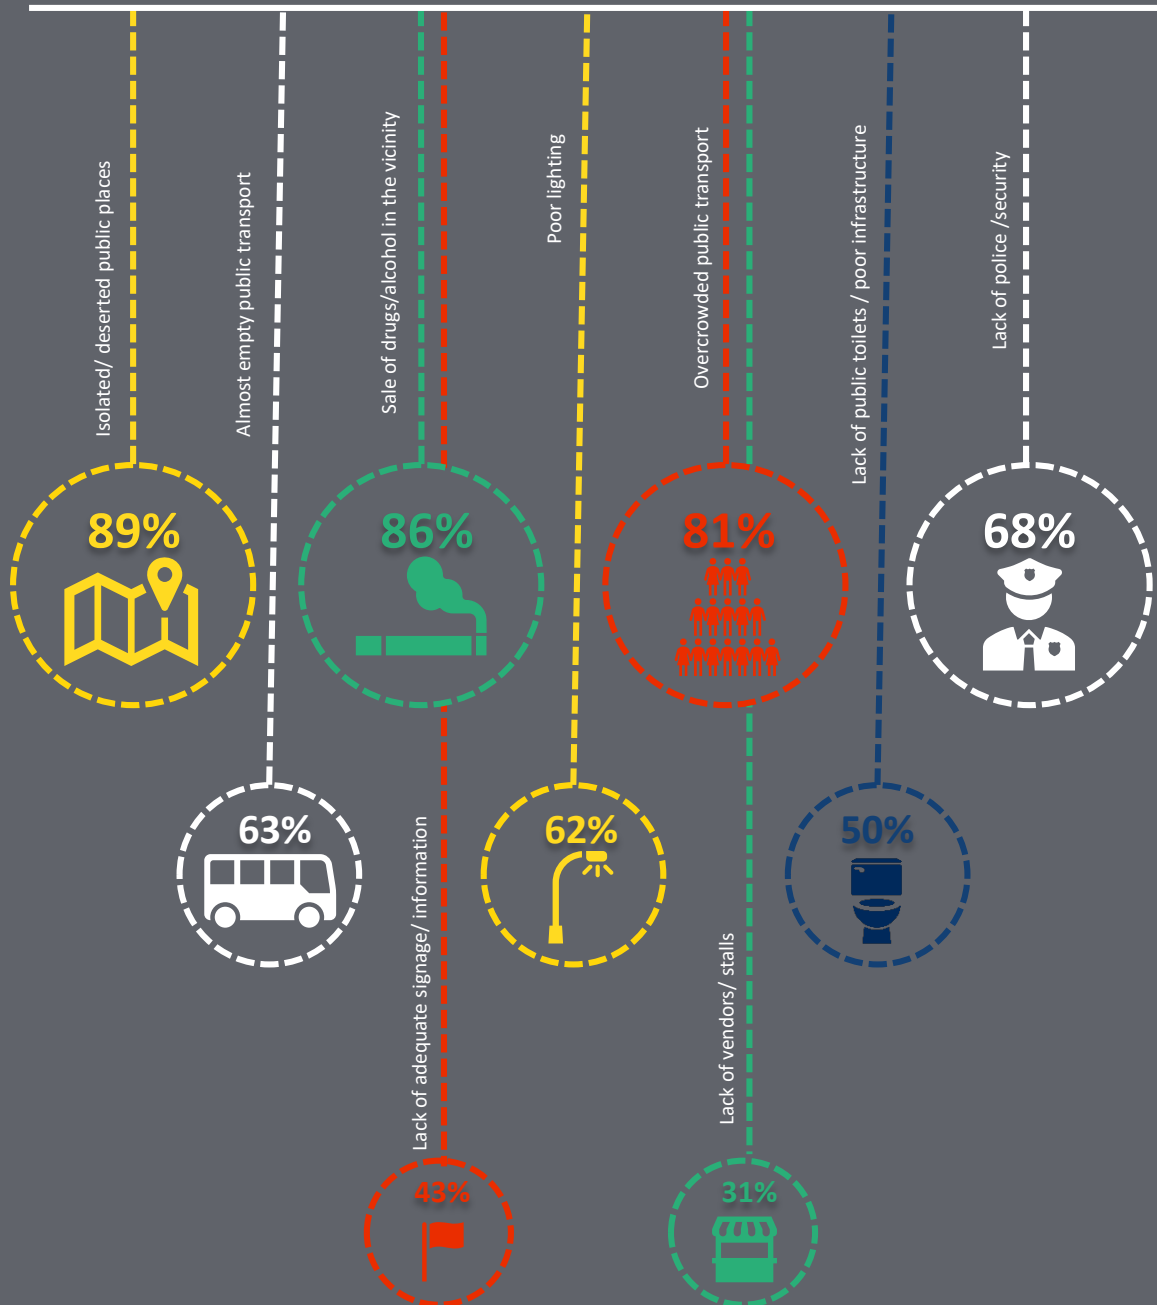 Isolated/ deserted public places
Almost empty public transport
Sale of drugs/alcohol in the vicinity
Poor lighting
Overcrowded public transport
Lack of public toilets / poor infrastructure
Lack of police /security
89%
86%
81%
68%
63%
62%
50%
Lack of adequate signage/ information
Lack of vendors/ stalls
43%
31%